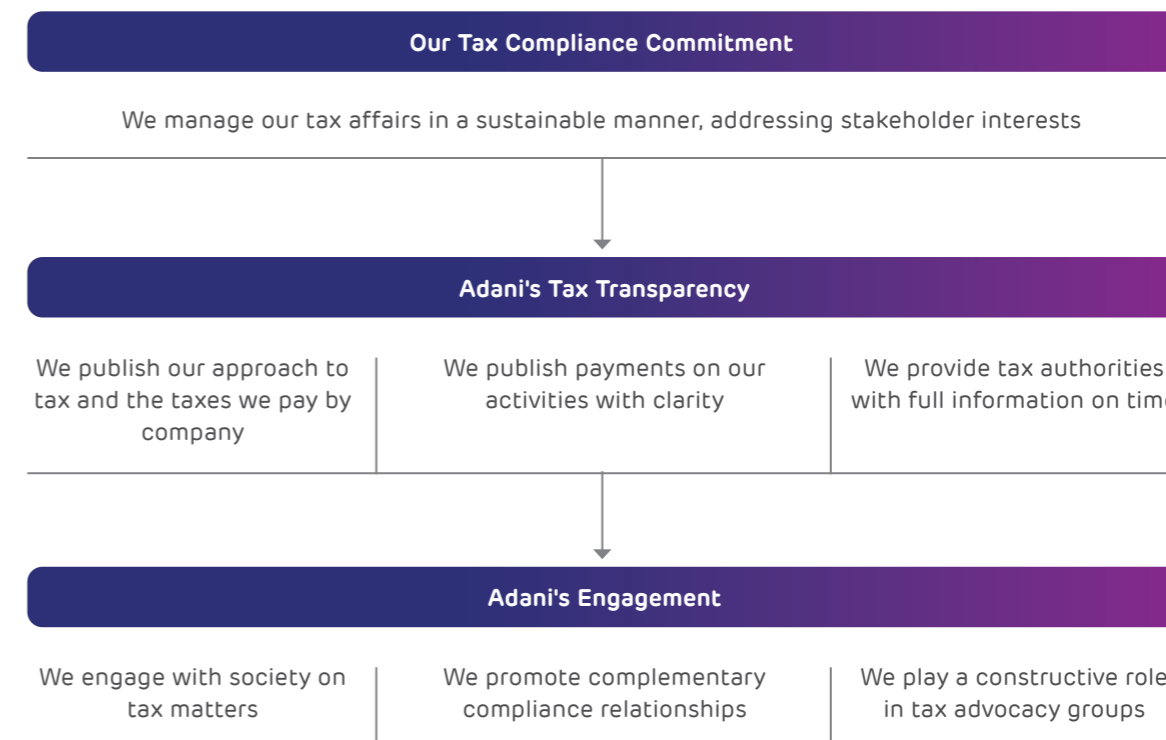 Our Tax Compliance Commitment
We manage our tax affairs in a sustainable manner, addressing stakeholder interests
Adani's Tax Transparency
We publish our approach to
tax and the taxes we pay by
company
We publish payments on our
activities with clarity
We provide tax authorities
with full information on
Adani's Engagement
We engage with society on
tax matters
We promote complementary
compliance relationships
We play a constructive role
in tax advocacy groups